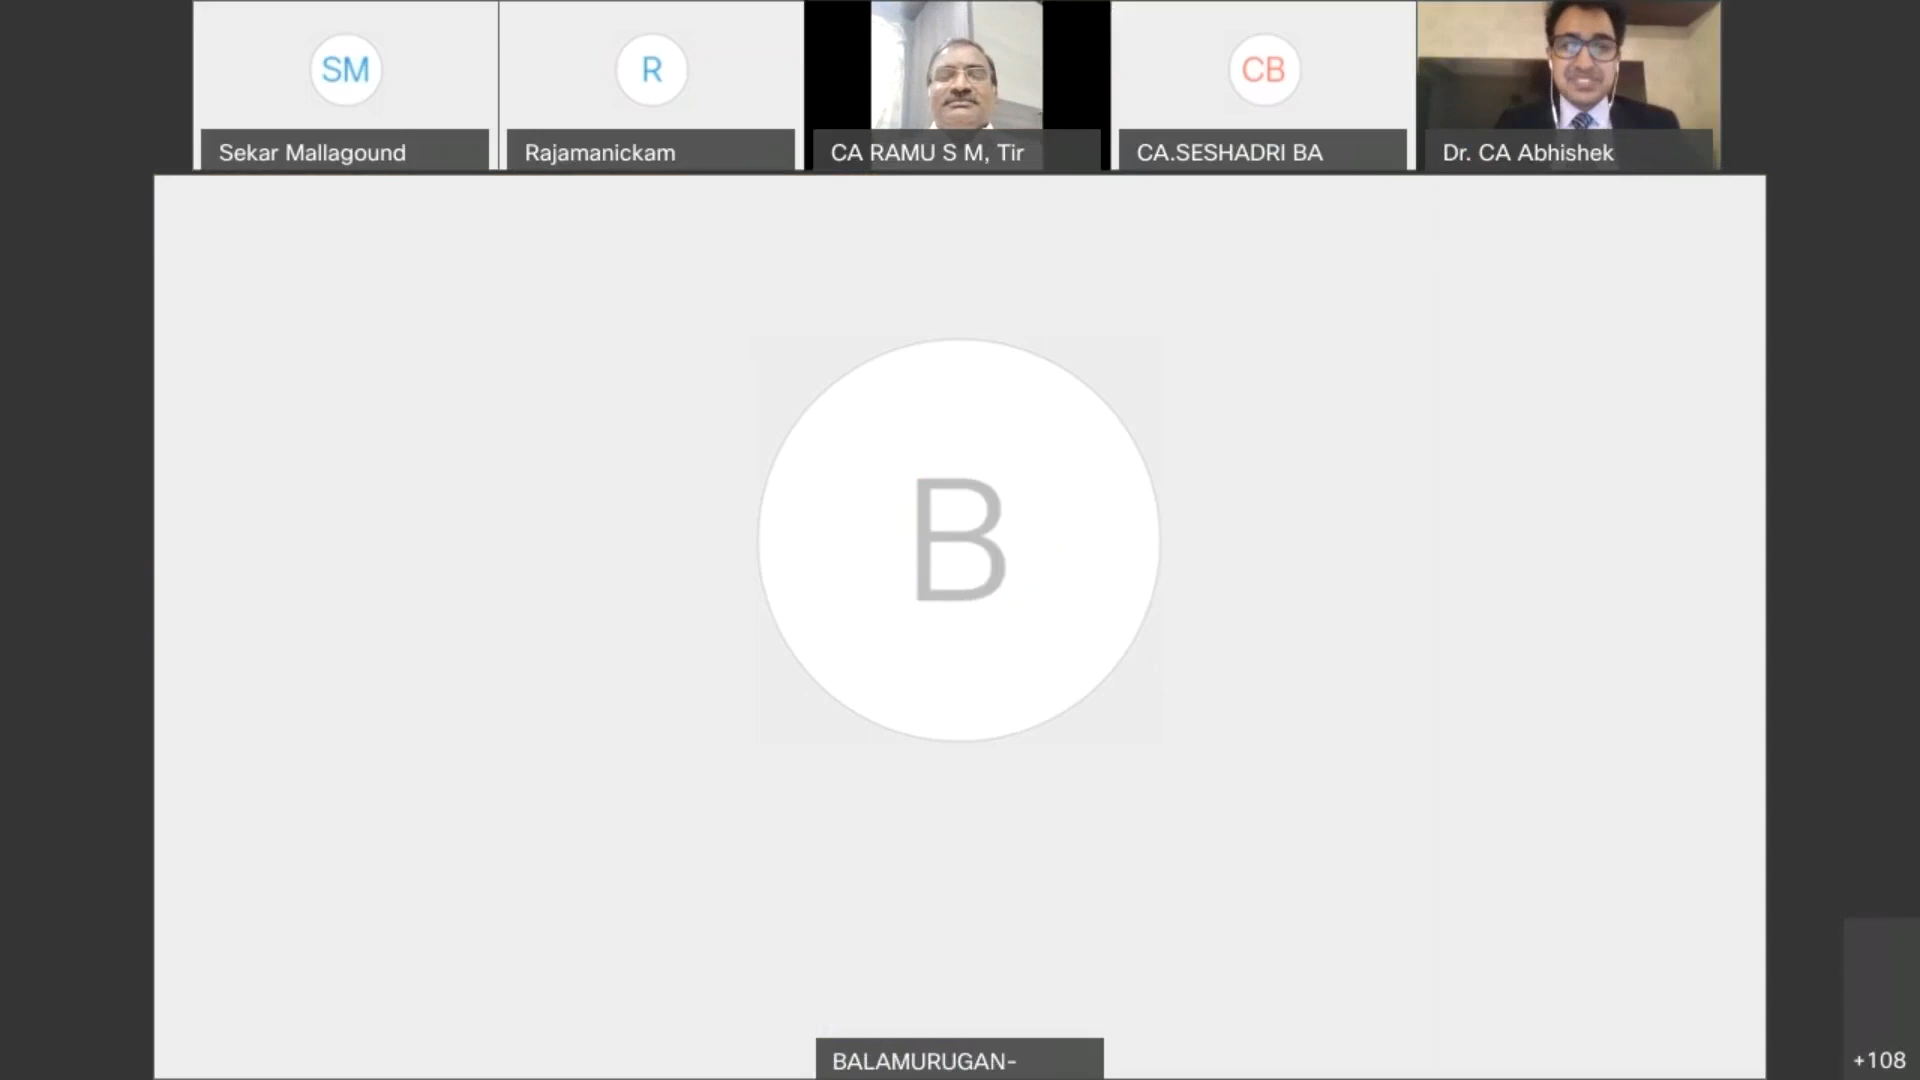 SM
Sekar Mallagound
R
Rajamanickam
CA RAMU S M, Tir
CB
CA.SESHADRI BA
Dr. CA Abhishek
B
BALAMURUGAN-
+108